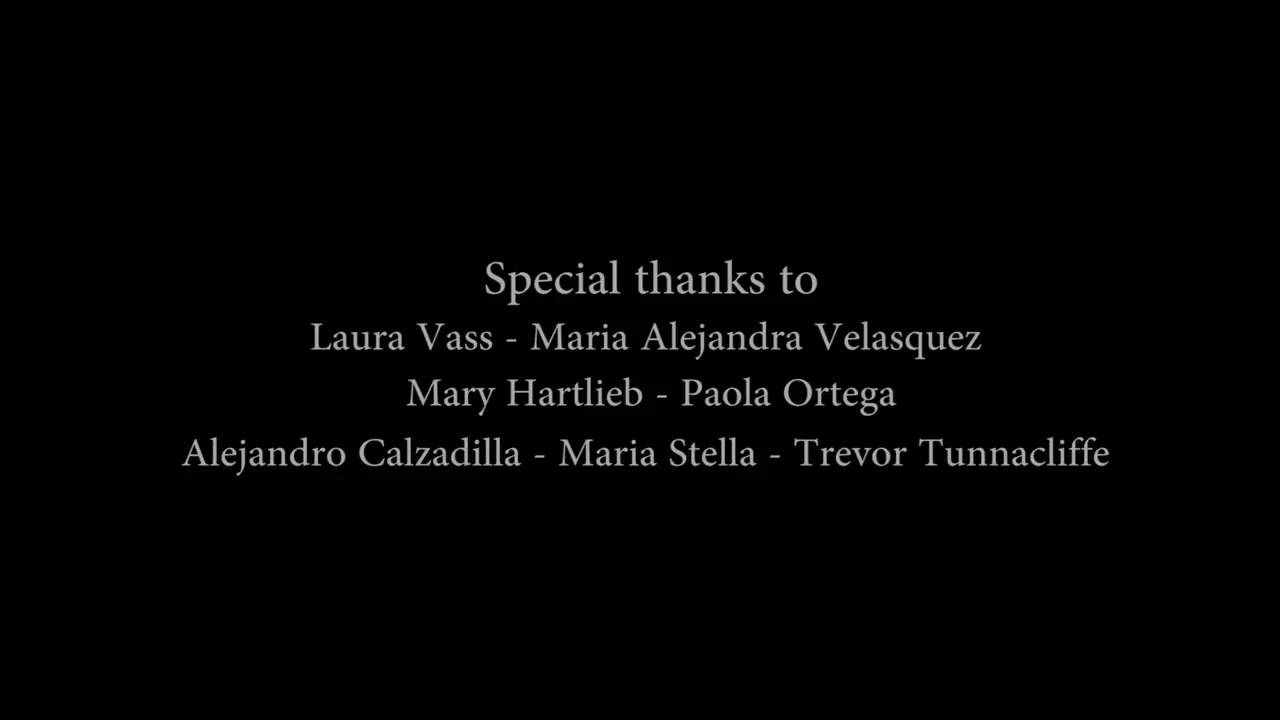 Special thanks to
Laura Vass - Maria Alejandra Velasquez
Mary Hartlieb - Paola Ortega
Alejandro Calzadilla - Maria Stella - Trevor Tunnacliffe